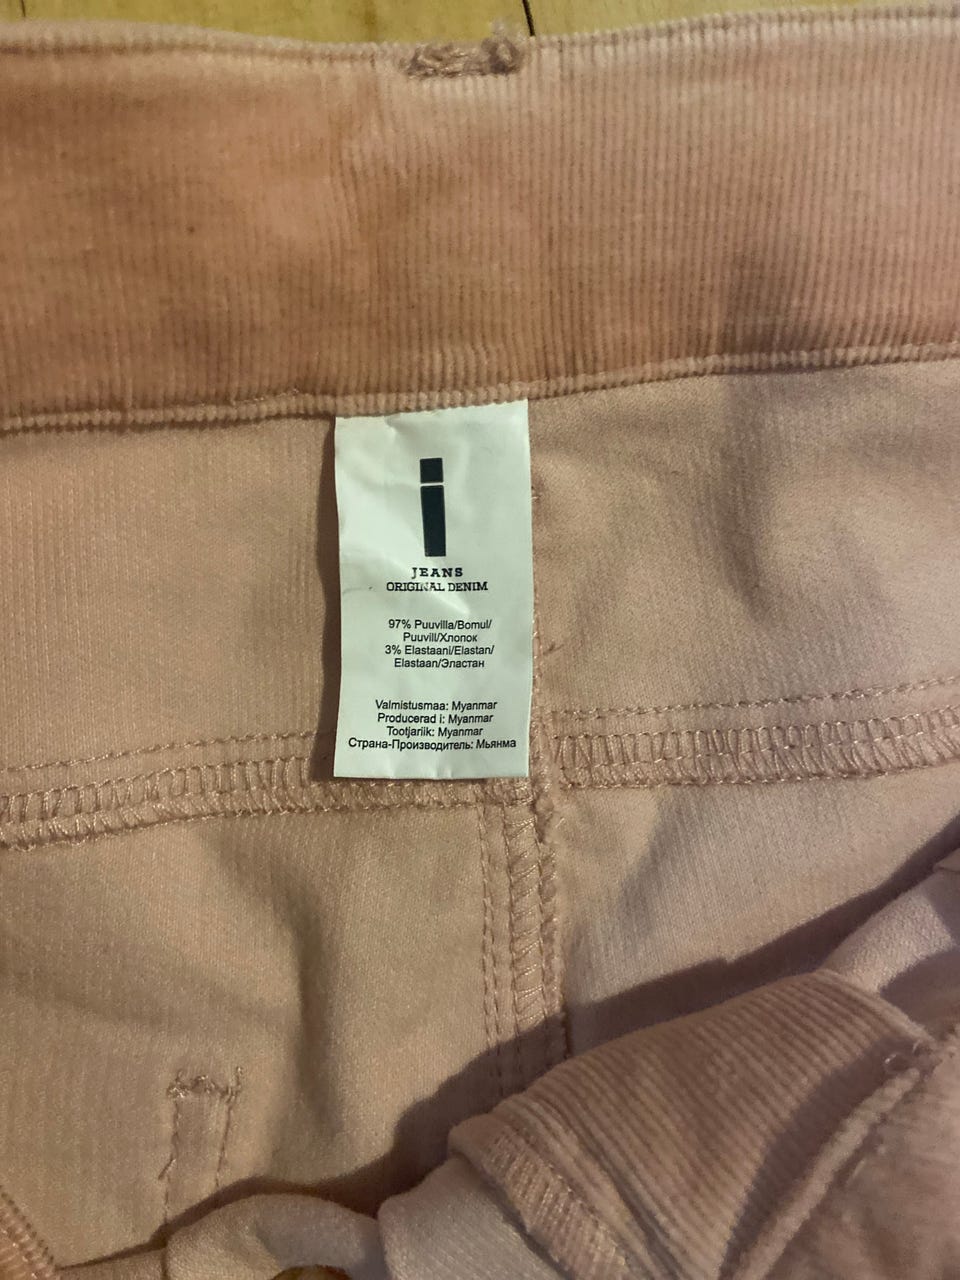 i
JEANS
ORIGINAL DENIM
97% Puuvilla/Bomul/
Puuvill/Хлопок
3% Elastaani/Elastan/
Elastaan/Эластан
Valmistusmaa: Myanmar
Producerad i: Myanmar
Tootjariik: Myanmar
Страна-Производитель: Мьянма